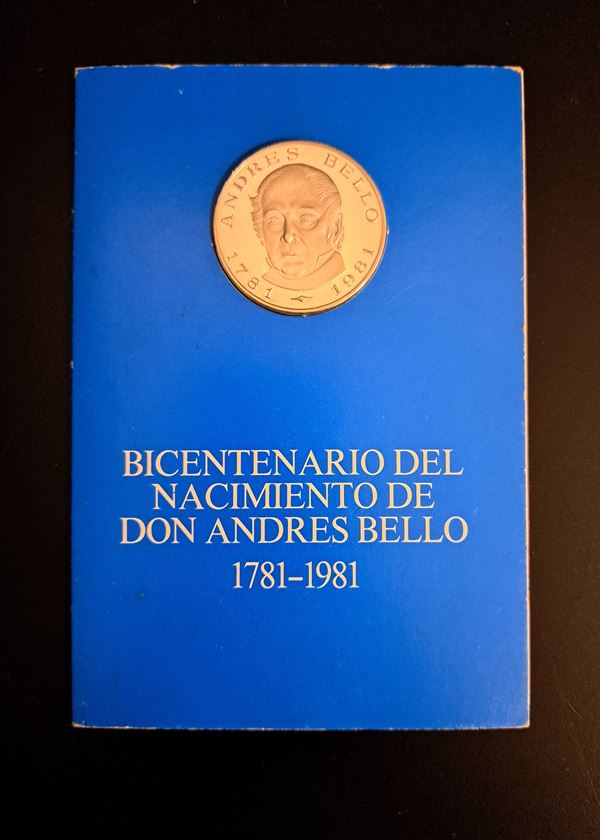 ANDRES BELLO
1781 1981
BICENTENARIO DEL
NACIMIENTO DE
DON ANDRES BELLO
1781-1981